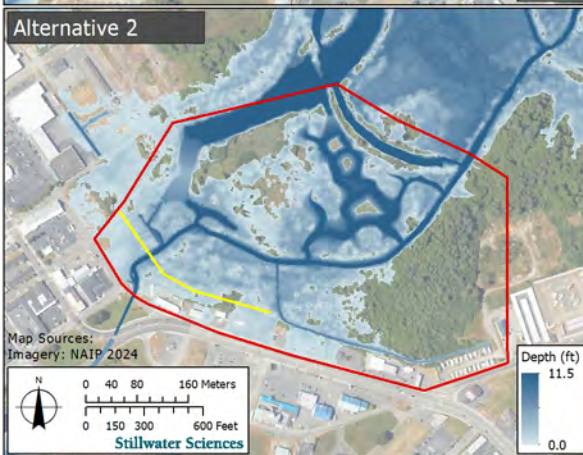 Alternative 2
Map Sources:
Imagery: NAIP 2024
N
0 40 80 160 Meters
0 150 300 600 Feet
Stillwater Sciences
Depth (ft)
11.5
0.0